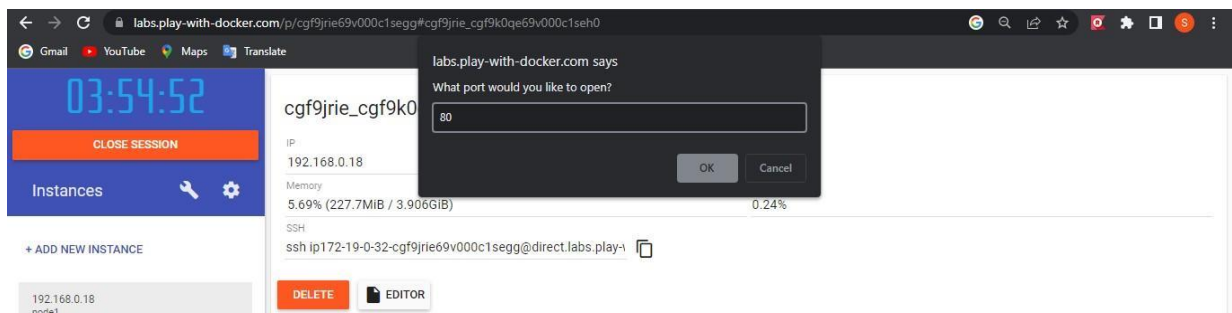 labs.play-with-docker.com/p/cgf9jrie69v000c1segg#cgf9jrie_cgf9k0qe69v000c1seh0
S
Gmail YouTube Maps Translate
labs.play-with-docker.com says
What port would you like to open?
80
OK Cancel
03:54:52
CLOSE SESSION
Instances
+ ADD NEW INSTANCE
192.168.0.18
node1
cgf9jrie_cgf9k0
IP
192.168.0.18
Memory
5.69% (227.7MiB / 3.906GiB)
0.24%
SSH
ssh ip172-19-0-32-cgf9jrie69v000c1segg@direct.labs.play-
DELETE EDITOR